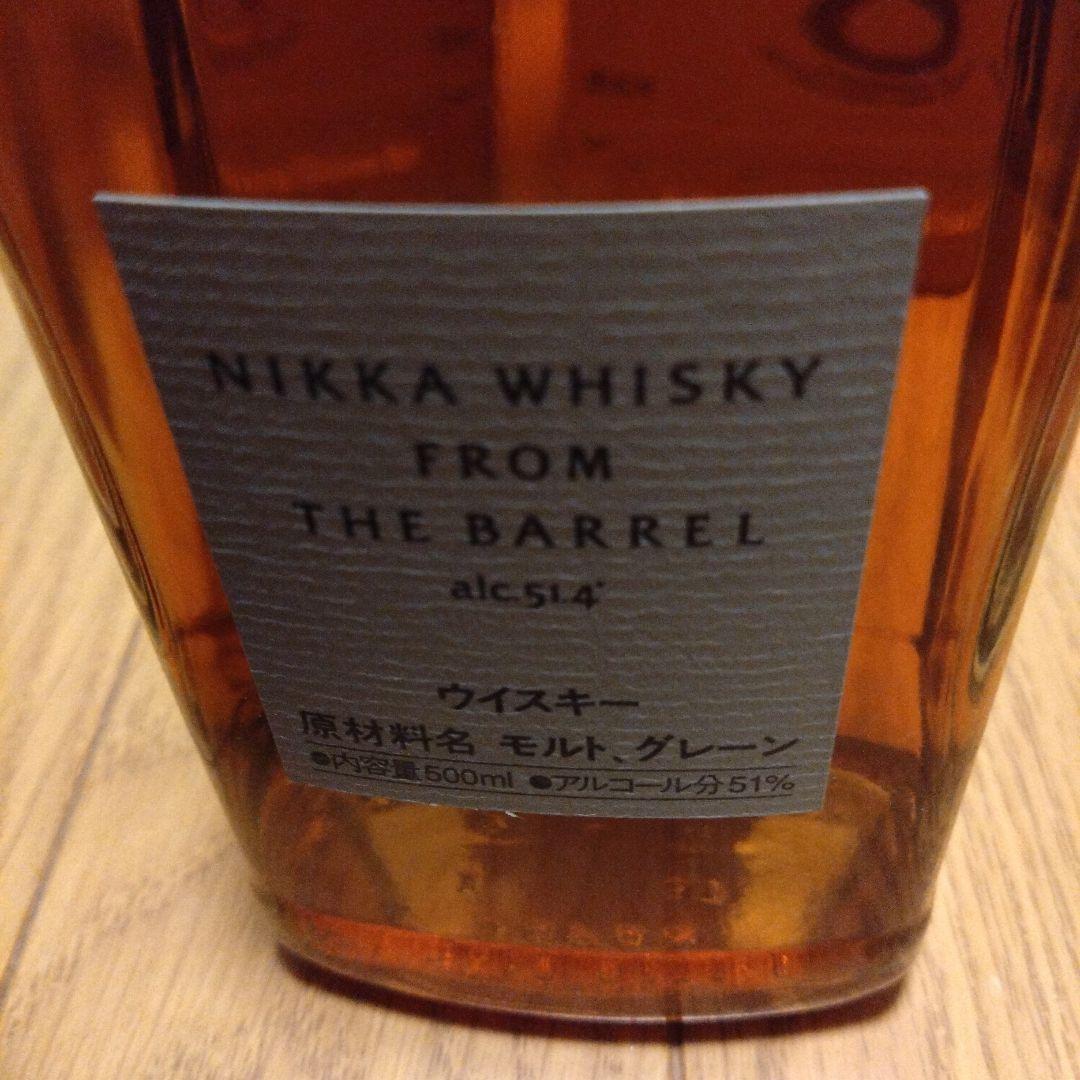 NIKKA WHISKY
FROM
THE BARREL
alc.51.4°
ウイスキー
原材料名 モルト、グレーン
●内容量500ml ●アルコール分51%